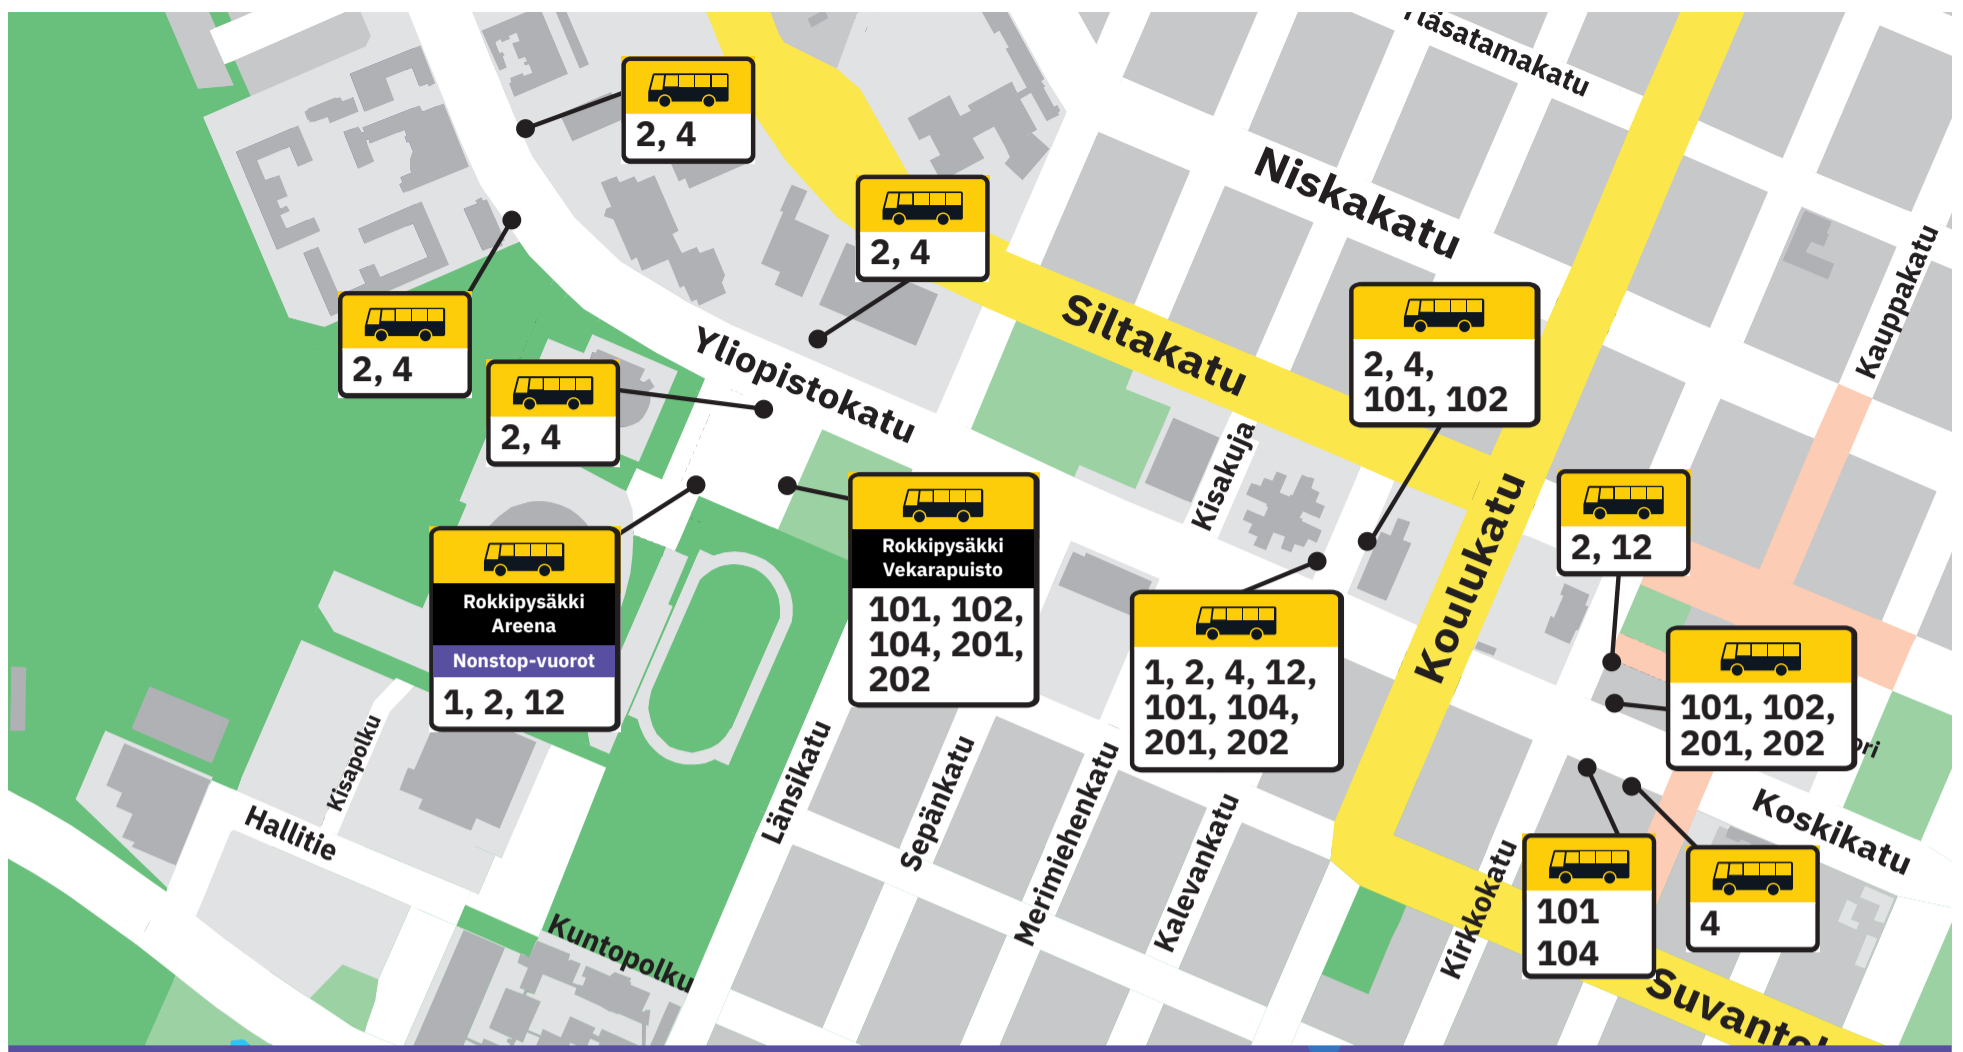 Yläsatamakatu
2, 4
Niskakatu
2, 4
Kauppakatu
2, 4
Siltakatu
2, 4,
101, 102
Yliopistokatu
2, 4
Kisakuja
Koulukatu
2, 12
Rokkipysäkki
Vekarapuisto
101, 102,
104, 201,
202
Rokkipysäkki
Areena
Nonstop-vuorot
1, 2, 12
1, 2, 4, 12,
101, 104,
201, 202
101, 102,
201, 202
ori
Kisapolku
Länsikatu
Sepänkatu
Merimiehenkatu
Kalevankatu
Kirkkokatu
Koskikatu
Hallitie
101
104
4
Kuntopolku
Suvantok